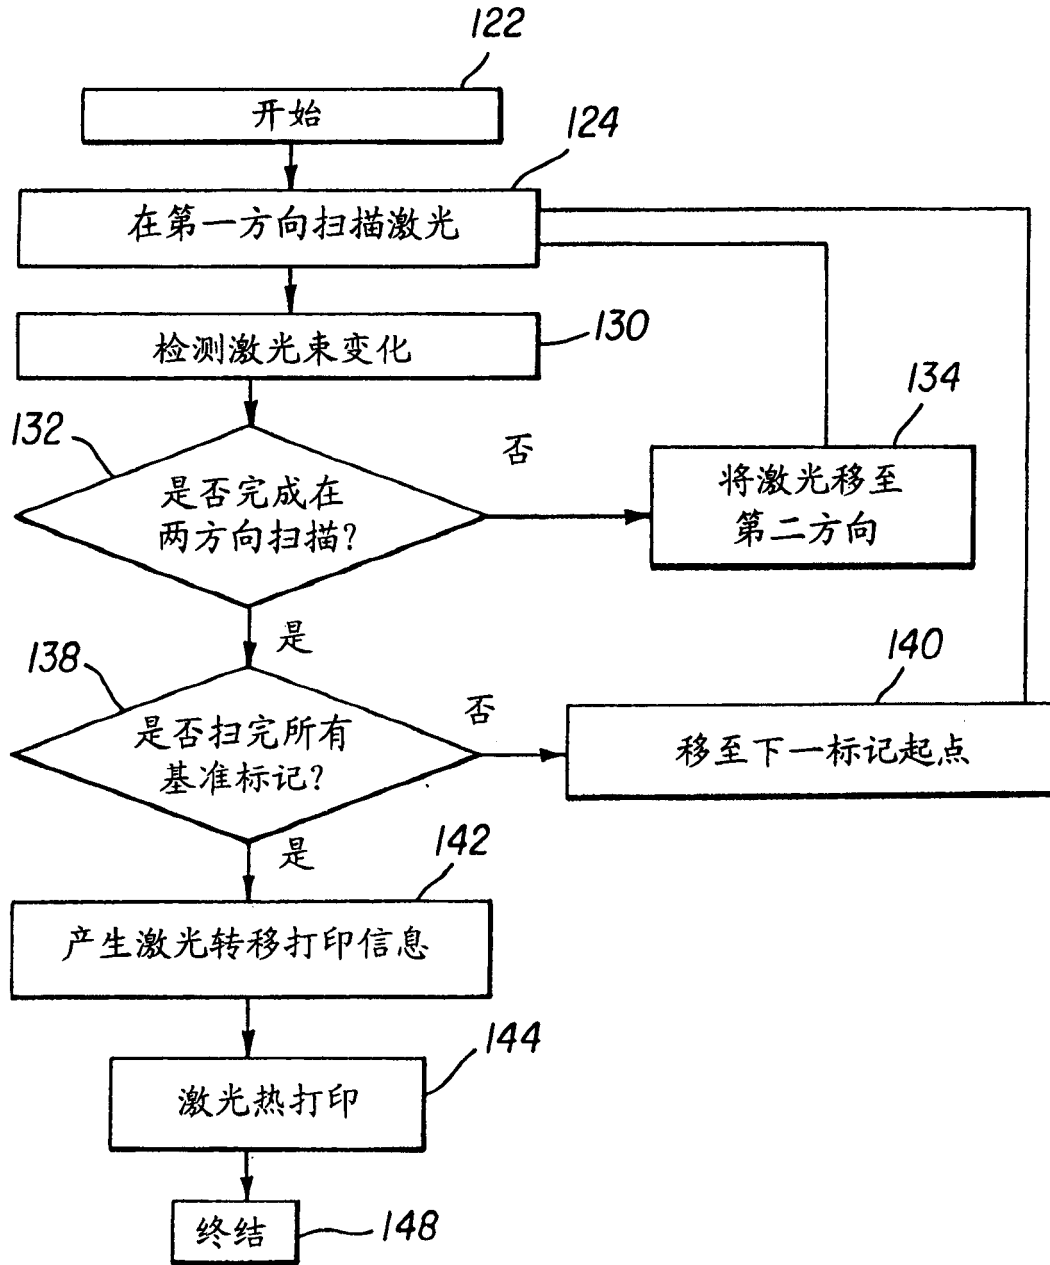 122
开始
124
在第一方向扫描激光
130
检测激光束变化
132
是否完成在
两方向扫描?
否
134
将激光移至
第二方向
是
138
是否扫完所有
基准标记?
否
140
移至下一标记起点
是
142
产生激光转移打印信息
144
激光热打印
终结
148